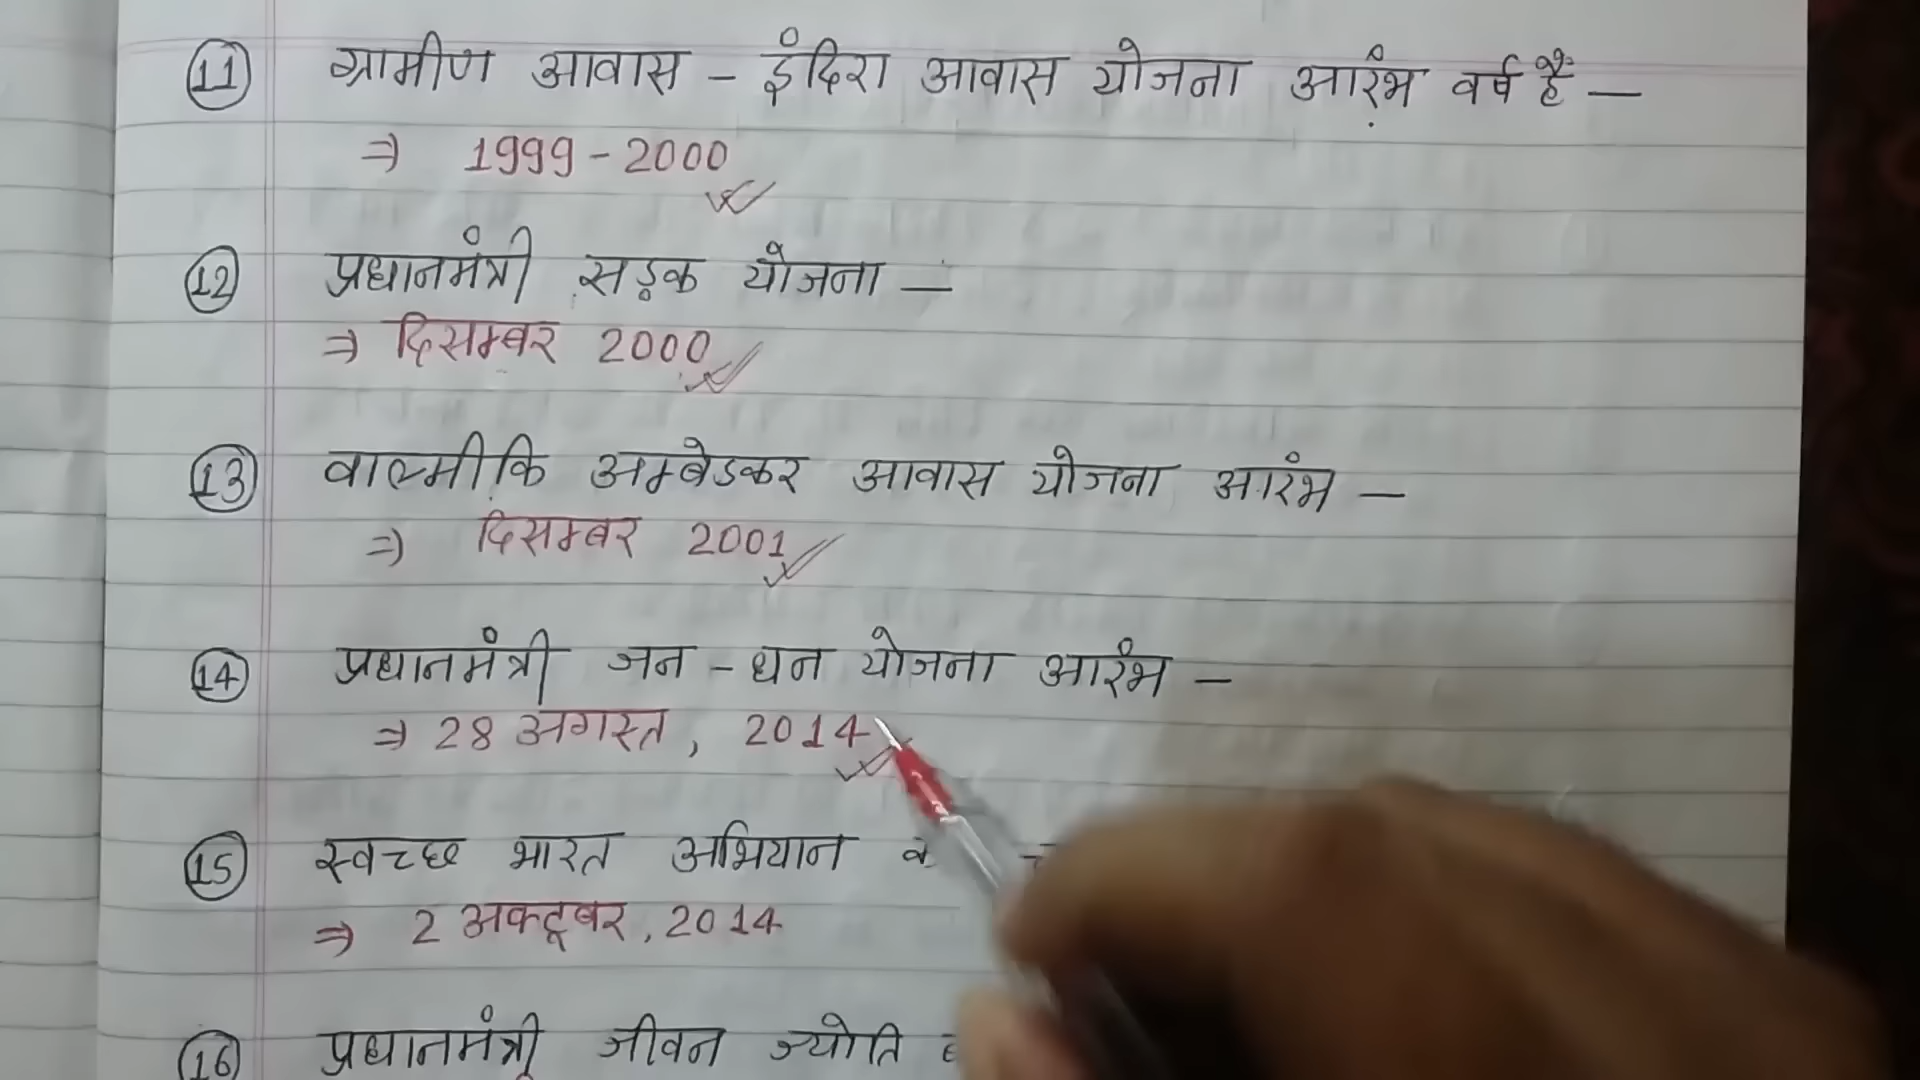 11 ग्रामीण आवास - इंदिरा आवास योजना आरंभ वर्ष है —
⇒ 1999 - 2000
12 प्रधानमंत्री सड़क योजना —
⇒ दिसम्बर 2000
13 वाल्मीकि अम्बेडकर आवास योजना आरंभ —
⇒ दिसम्बर 2001
14 प्रधानमंत्री जन - धन योजना आरंभ —
⇒ 28 अगस्त, 2014
15 स्वच्छ भारत अभियान
⇒ 2 अक्टूबर, 2014
16 प्रधानमंत्री जीवन ज्योति